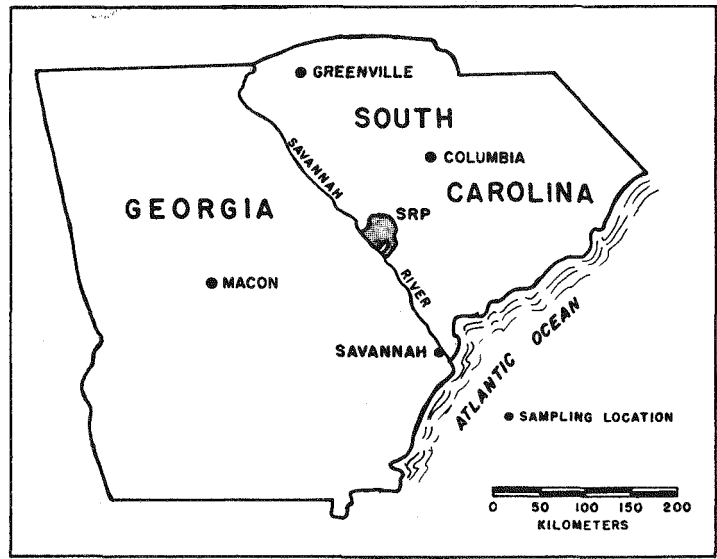 GREENVILLE
SOUTH
CAROLINA
COLUMBIA
SAVANNAH
RIVER
GEORGIA
SRP
MACON
SAVANNAH
ATLANTIC OCEAN
SAMPLING LOCATION
0 50 100 150 200
KILOMETERS